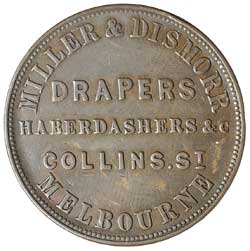 MILLER & DISMORR
DRAPERS
HABERDASHERS & C
COLLINS. ST
MELBOURNE